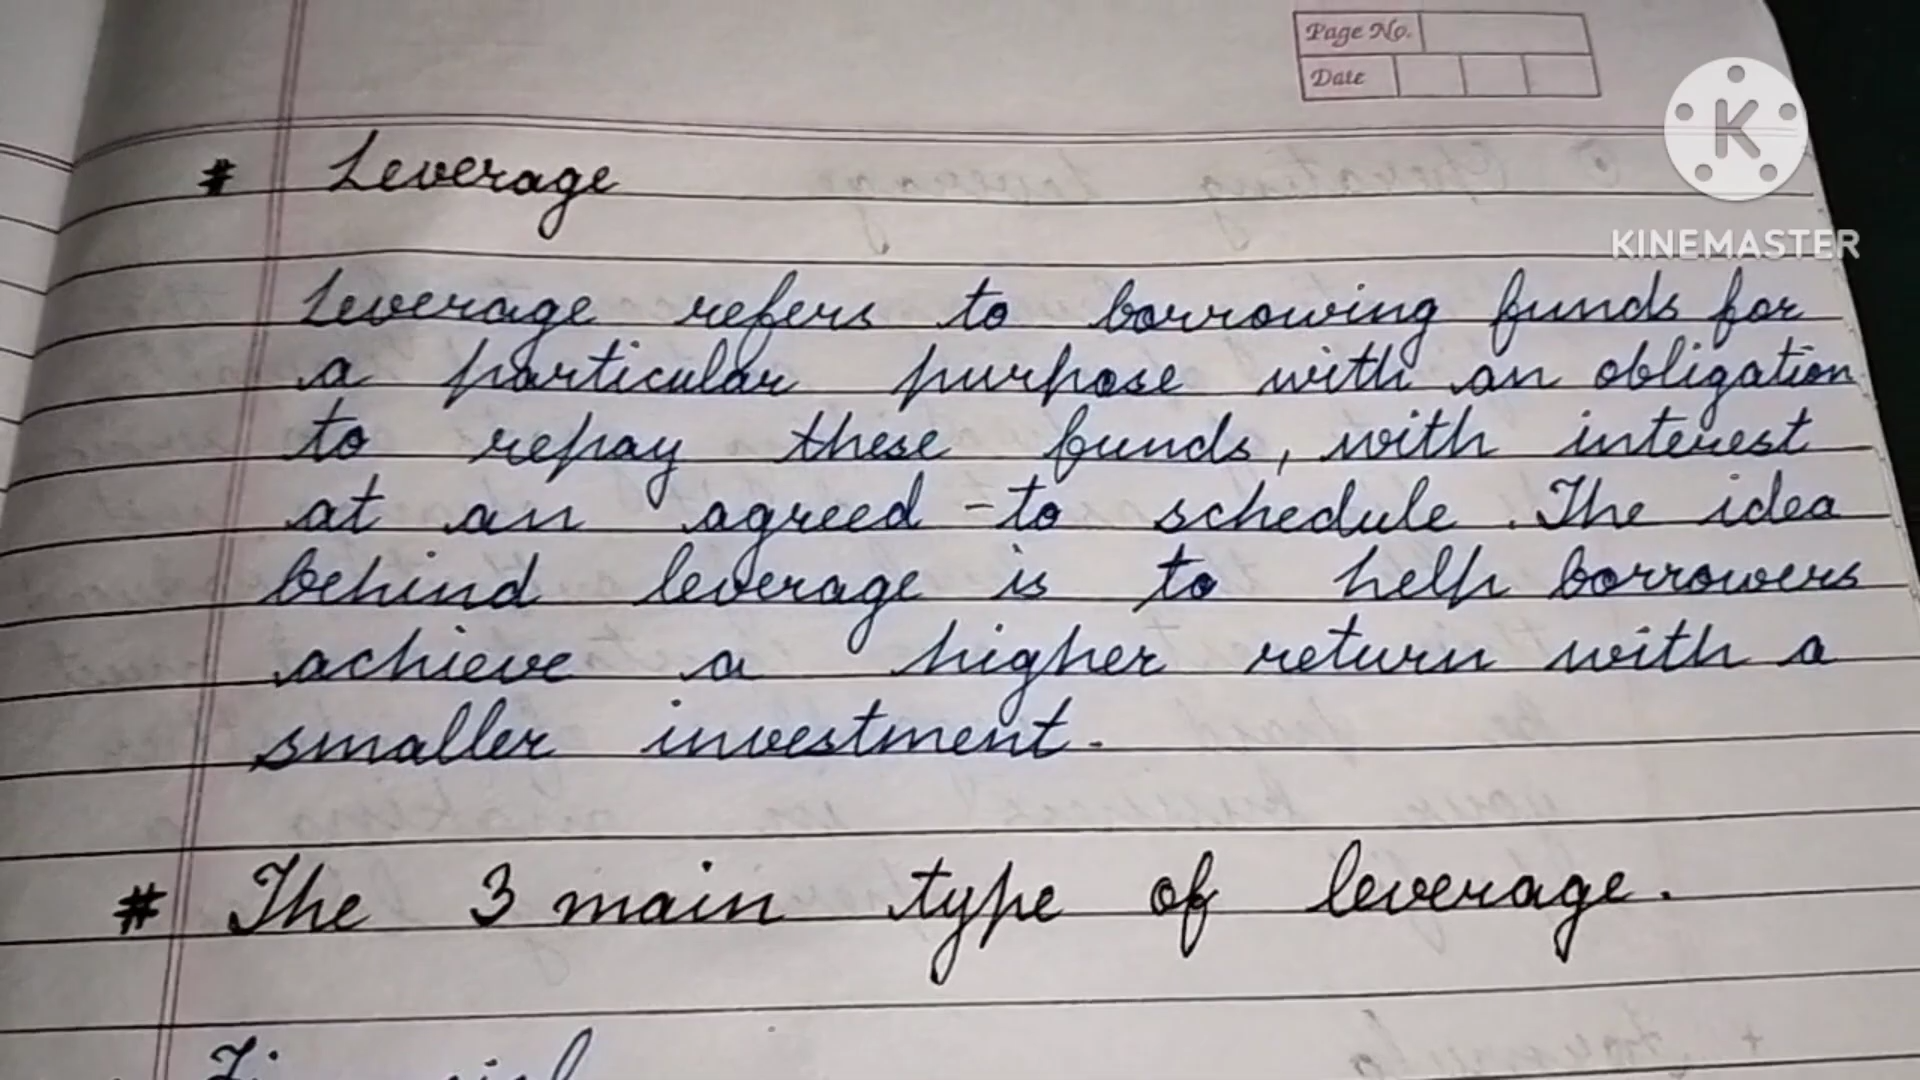 Page No.
Date
K
KINEMASTER
# Leverage
Leverage refers to borrowing funds for
a particular purpose with an obligation
to repay these funds, with interest
at an agreed -to schedule. The idea
behind leverage is to help borrowers
achieve a higher return with a
smaller investment.
# The 3 main type of leverage.